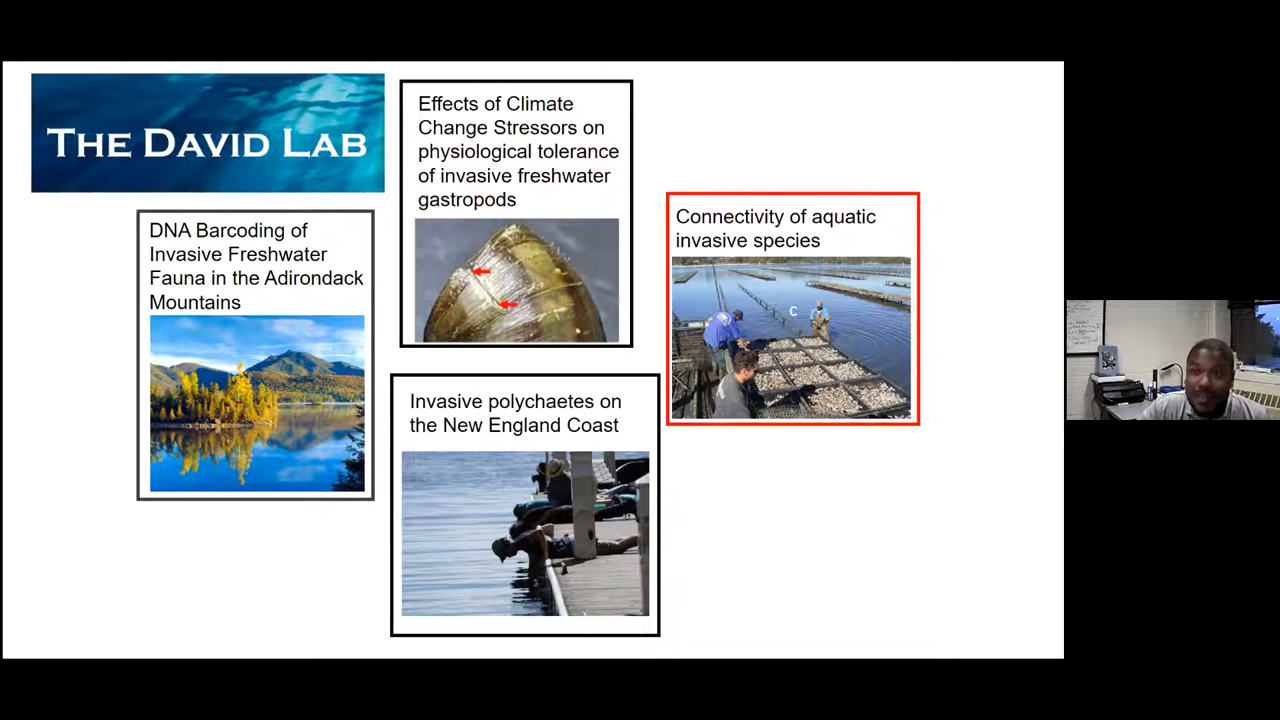 THE DAVID LAB
Effects of Climate
Change Stressors on
physiological tolerance
of invasive freshwater
gastropods
DNA Barcoding of
Invasive Freshwater
Fauna in the Adirondack
Mountains
Connectivity of aquatic
invasive species
C
Invasive polychaetes on
the New England Coast